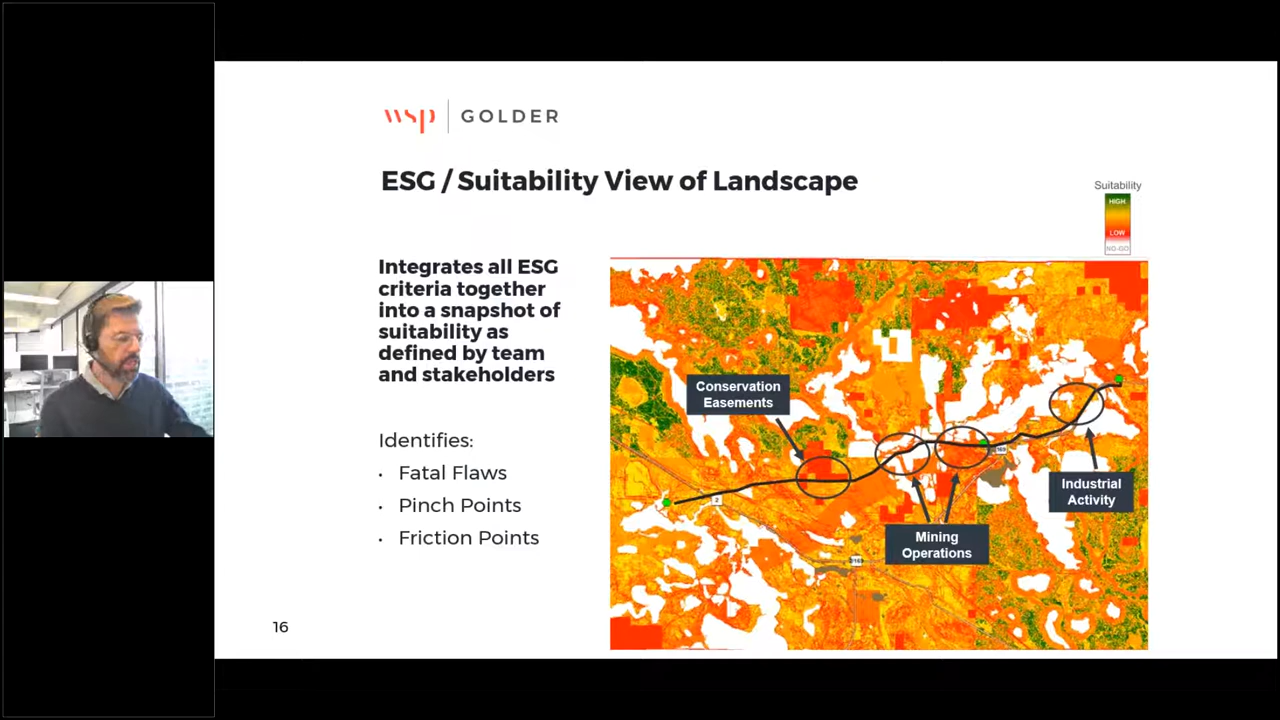 wsp | GOLDER
ESG / Suitability View of Landscape
Suitability
HIGH
LOW
NO-GO
Integrates all ESG
criteria together
into a snapshot of
suitability as
defined by team
and stakeholders
Identifies:
· Fatal Flaws
· Pinch Points
· Friction Points
Conservation
Easements
Industrial
Activity
Mining
Operations
2
169
16